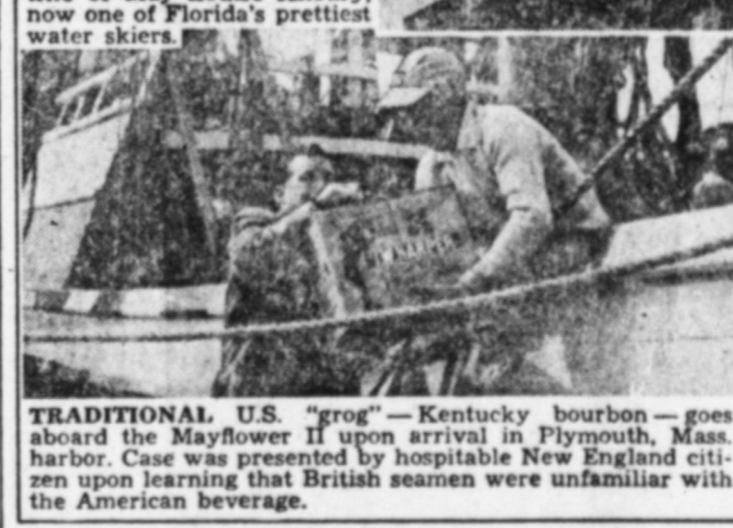 now one of Florida's prettiest
water skiers.
I.W. HARPER
TRADITIONAL U.S. "grog" — Kentucky bourbon — goes
aboard the Mayflower II upon arrival in Plymouth, Mass.
harbor. Case was presented by hospitable New England citi-
zen upon learning that British seamen were unfamiliar with
the American beverage.